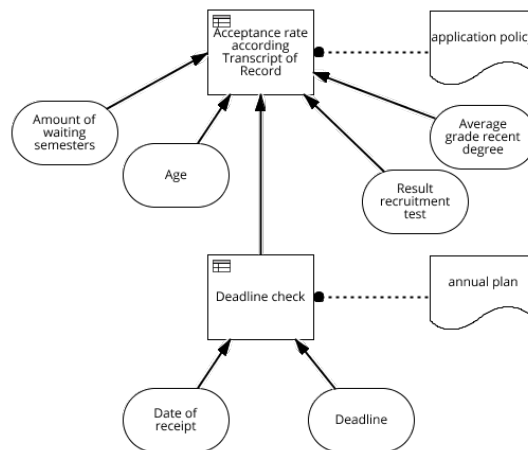 Acceptance rate
according
Transcript of
Record
application policy
Amount of
waiting
semesters
Average
grade recent
degree
Age
Result
recruitment
test
Deadline check
annual plan
Date of
receipt
Deadline